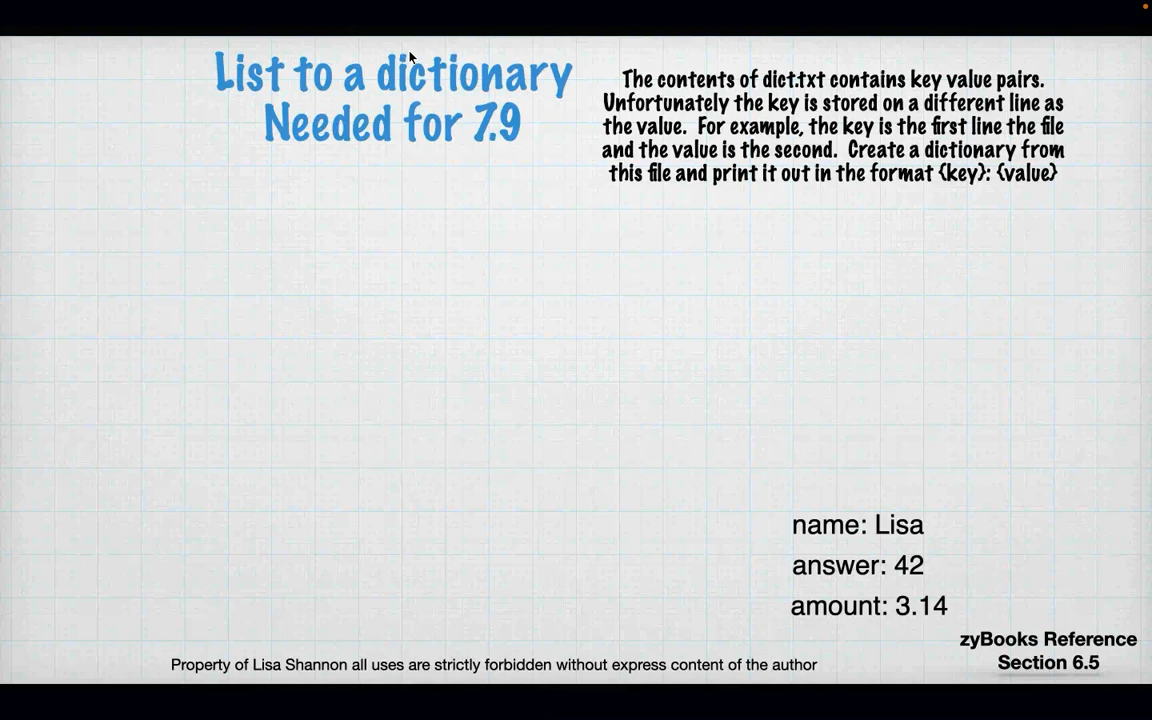 List to a dictionary
Needed for 7.9
The contents of dict.txt contains key value pairs.
Unfortunately the key is stored on a different line as
the value. For example, the key is the first line the file
and the value is the second. Create a dictionary from
this file and print it out in the format {key}: {value}
name: Lisa
answer: 42
amount: 3.14
zyBooks Reference
Section 6.5
Property of Lisa Shannon all uses are strictly forbidden without express content of the author